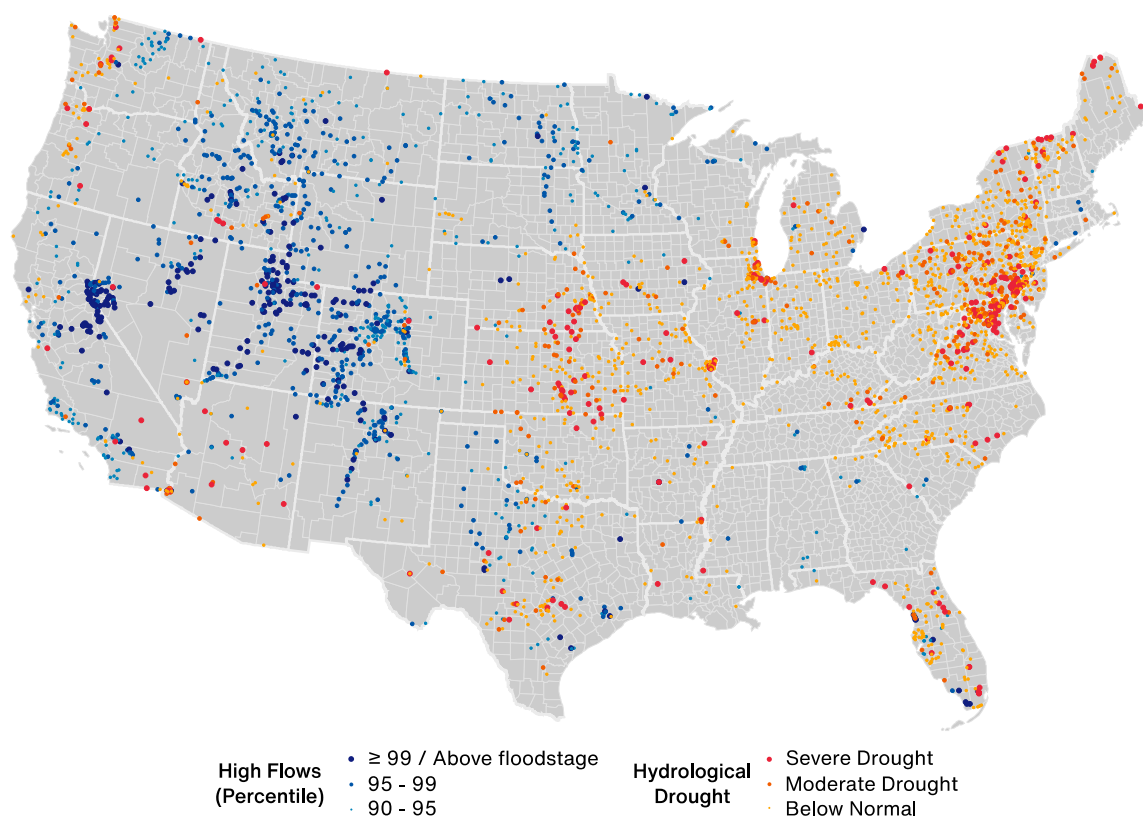 High Flows
(Percentile)
≥ 99 / Above floodstage
95 - 99
90 - 95
Hydrological
Drought
Severe Drought
Moderate Drought
Below Normal